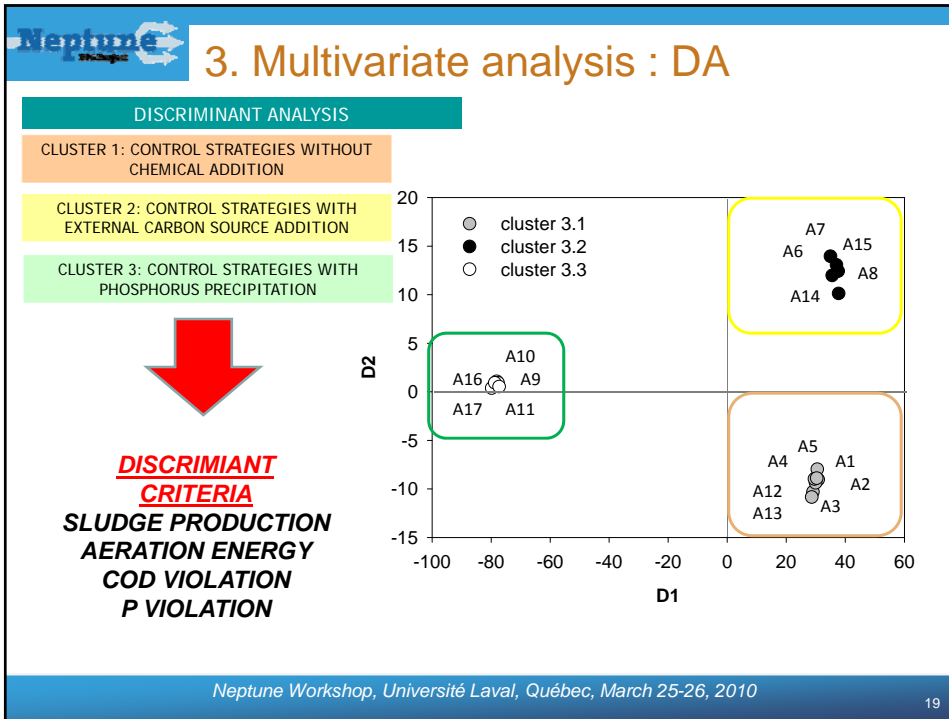 Neptune
3. Multivariate analysis : DA
DISCRIMINANT ANALYSIS
CLUSTER 1: CONTROL STRATEGIES WITHOUT
CHEMICAL ADDITION
CLUSTER 2: CONTROL STRATEGIES WITH
EXTERNAL CARBON SOURCE ADDITION
CLUSTER 3: CONTROL STRATEGIES WITH
PHOSPHORUS PRECIPITATION
DISCRIMIANT
CRITERIA
SLUDGE PRODUCTION
AERATION ENERGY
COD VIOLATION
P VIOLATION
20
15
10
5
0
-5
-10
-15
D2
cluster 3.1
cluster 3.2
cluster 3.3
A7
A6 A15
A8
A14
A10
A16 A9
A17 A11
A5
A4 A1
A12 A2
A13 A3
-100 -80 -60 -40 -20 0 20 40 60
D1
Neptune Workshop, Université Laval, Québec, March 25-26, 2010
19